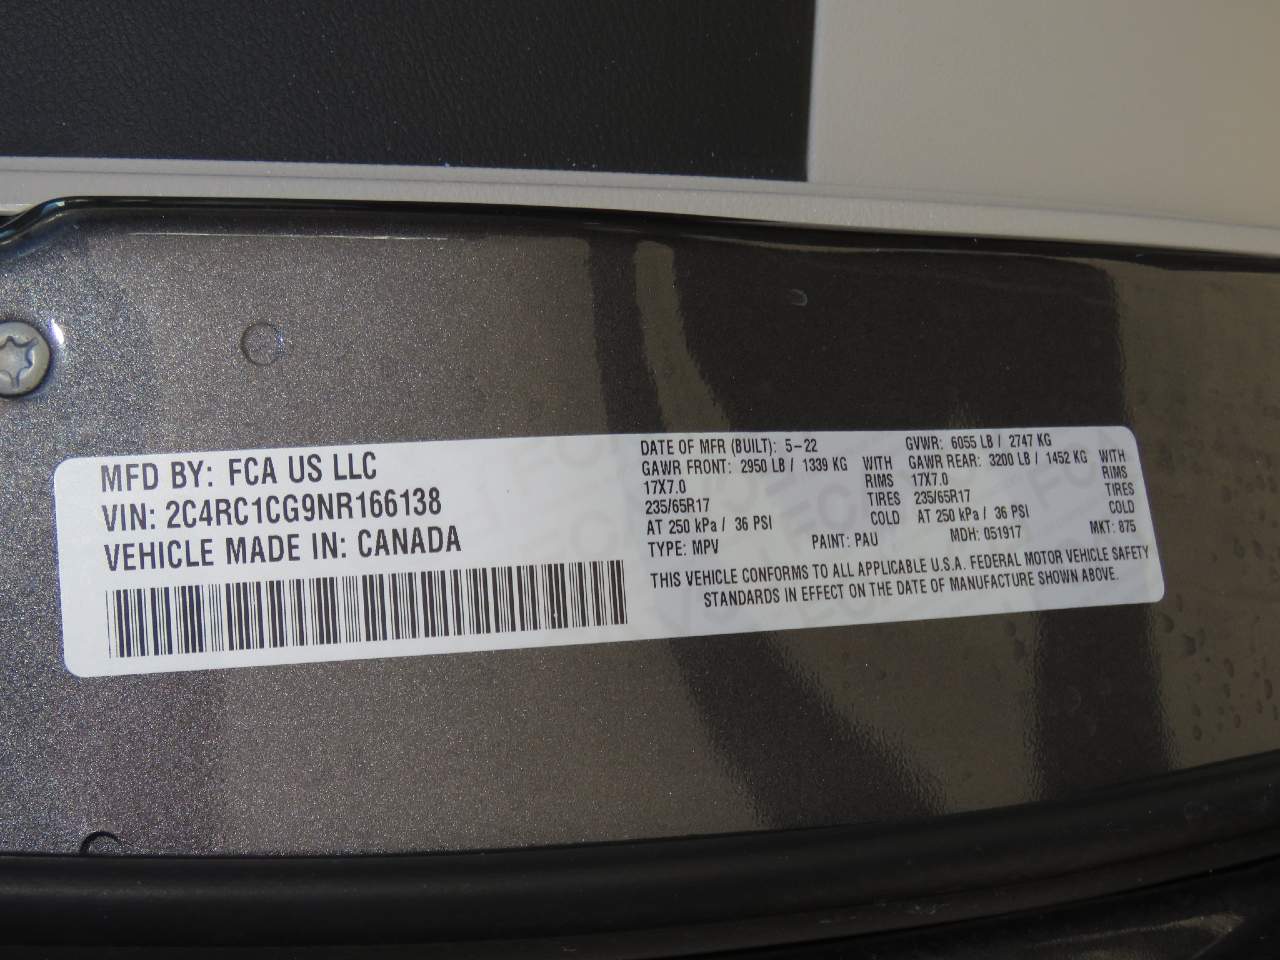 MFD BY: FCA US LLC
VIN: 2C4RC1CG9NR166138
VEHICLE MADE IN: CANADA
DATE OF MFR (BUILT): 5-22 GVWR: 6055 LB / 2747 KG
GAWR FRONT: 2950 LB / 1339 KG WITH GAWR REAR: 3200 LB / 1452 KG WITH
17X7.0 RIMS 17X7.0 RIMS
235/65R17 TIRES 235/65R17 TIRES
AT 250 kPa / 36 PSI COLD AT 250 kPa / 36 PSI COLD
TYPE: MPV PAINT: PAU MDH: 051917 MKT: 875
THIS VEHICLE CONFORMS TO ALL APPLICABLE U.S.A. FEDERAL MOTOR VEHICLE SAFETY
STANDARDS IN EFFECT ON THE DATE OF MANUFACTURE SHOWN ABOVE.